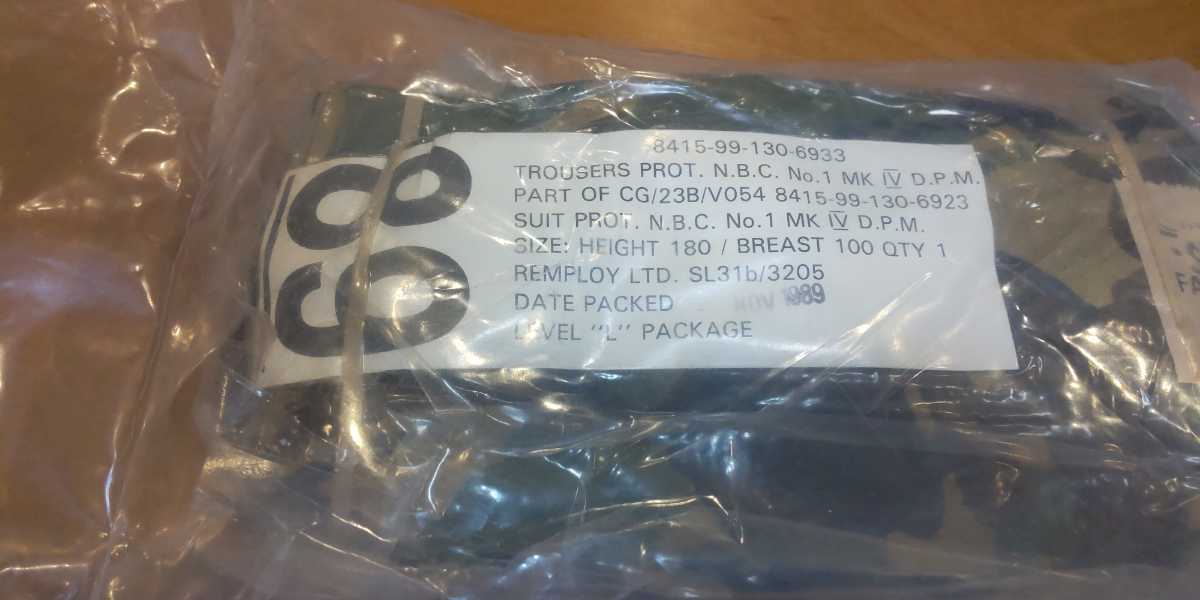 89
8415-99-130-6933
TROUSERS PROT. N.B.C. No.1 MK IV D.P.M.
PART OF CG/23B/V054 8415-99-130-6923
SUIT PROT. N.B.C. No.1 MK IV D.P.M.
SIZE: HEIGHT 180 / BREAST 100 QTY 1
REMPLOY LTD. SL31b/3205
DATE PACKED NOV 1989
LEVEL "L" PACKAGE